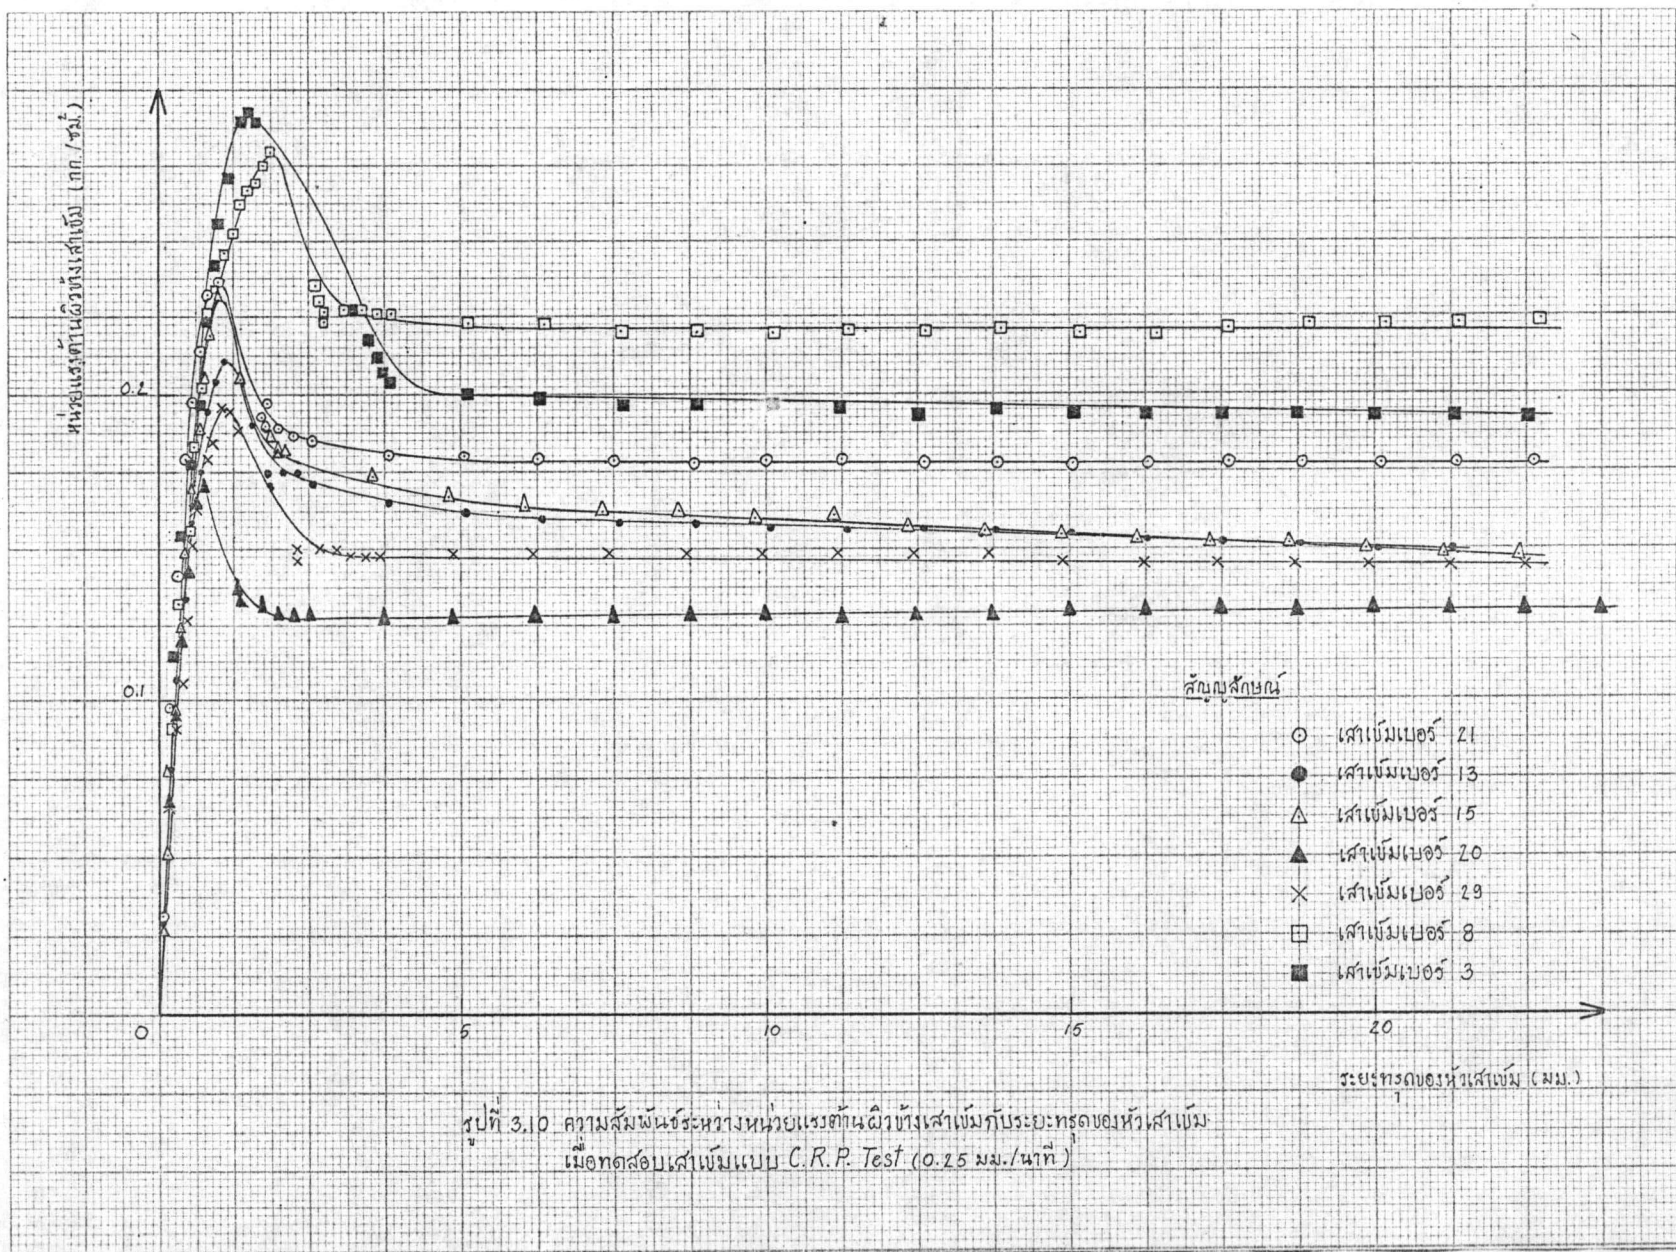 หน่วยแรงต้านผิวข้างเสาเข็ม (กก./ซม²)
0.2
0.1
0
5
10
15
20
ระยะทรุดของหัวเสาเข็ม (มม.)
สัญญลักษณ์
เสาเข็มเบอร์ 21
เสาเข็มเบอร์ 13
เสาเข็มเบอร์ 15
เสาเข็มเบอร์ 20
เสาเข็มเบอร์ 29
เสาเข็มเบอร์ 8
เสาเข็มเบอร์ 3
รูปที่ 3.10 ความสัมพันธ์ระหว่างหน่วยแรงต้านผิวข้างเสาเข็มกับระยะทรุดของหัวเสาเข็ม
เมื่อทดสอบเสาเข็มแบบ C.R.P. Test (0.25 มม./นาที)